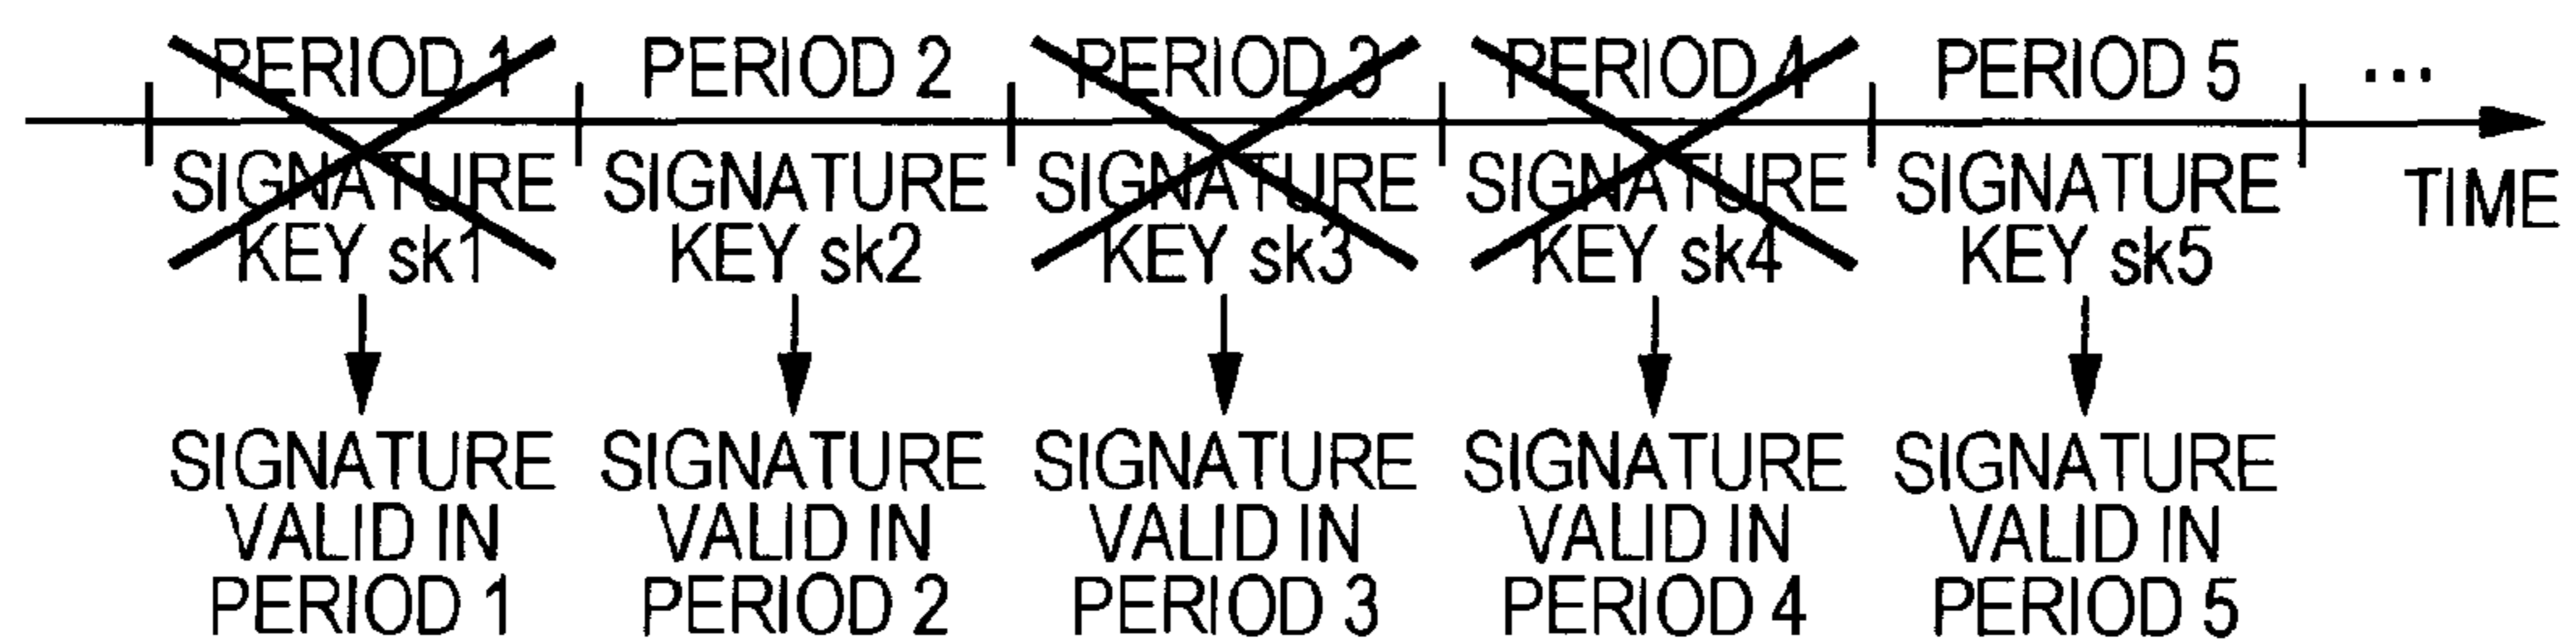 PERIOD 1 PERIOD 2 PERIOD 3 PERIOD 4 PERIOD 5 ...
SIGNATURE SIGNATURE SIGNATURE SIGNATURE SIGNATURE TIME
KEY sk1 KEY sk2 KEY sk3 KEY sk4 KEY sk5
SIGNATURE SIGNATURE SIGNATURE SIGNATURE SIGNATURE
VALID IN VALID IN VALID IN VALID IN VALID IN
PERIOD 1 PERIOD 2 PERIOD 3 PERIOD 4 PERIOD 5